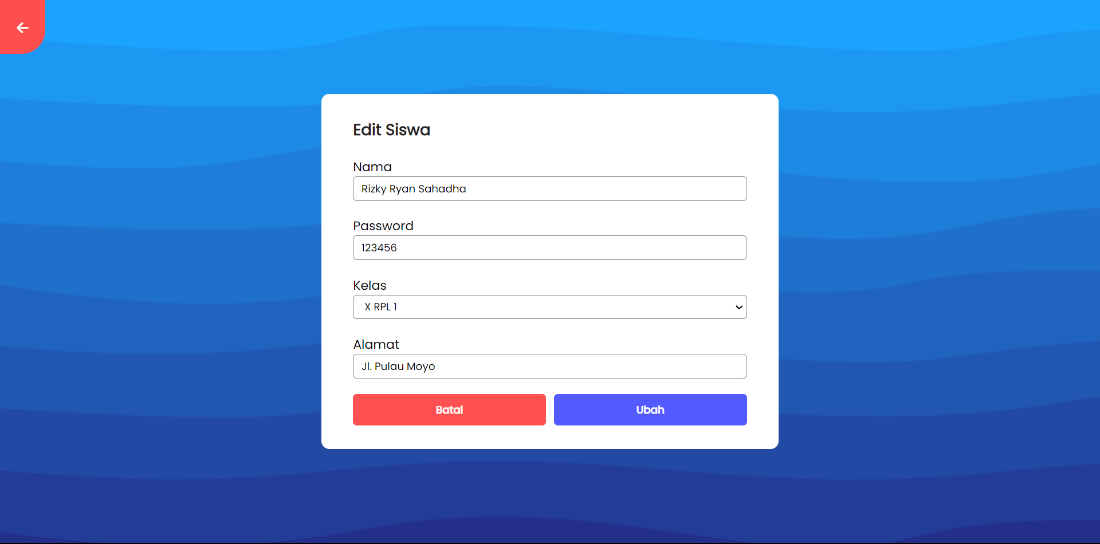 Edit Siswa
Nama
Rizky Ryan Sahadha
Password
123456
Kelas
X RPL 1
Alamat
Jl. Pulau Moyo
Batal Ubah